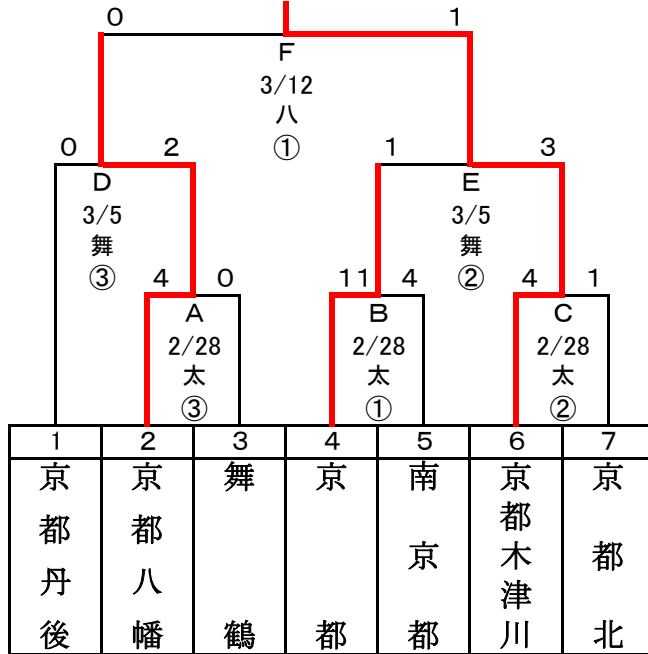 ０ １
Ｆ
3/12
八
①
０ ２ １ ３
Ｄ Ｅ
3/5 3/5
舞 舞
③ ②
４ ０ 11 ４ ４ １
Ａ Ｂ Ｃ
2/28 2/28 2/28
太 太 太
③ ① ②
１ ２ ３ ４ ５ ６ ７
京都丹後
京都八幡
舞鶴
京都
南京都
京都木津川
京都北